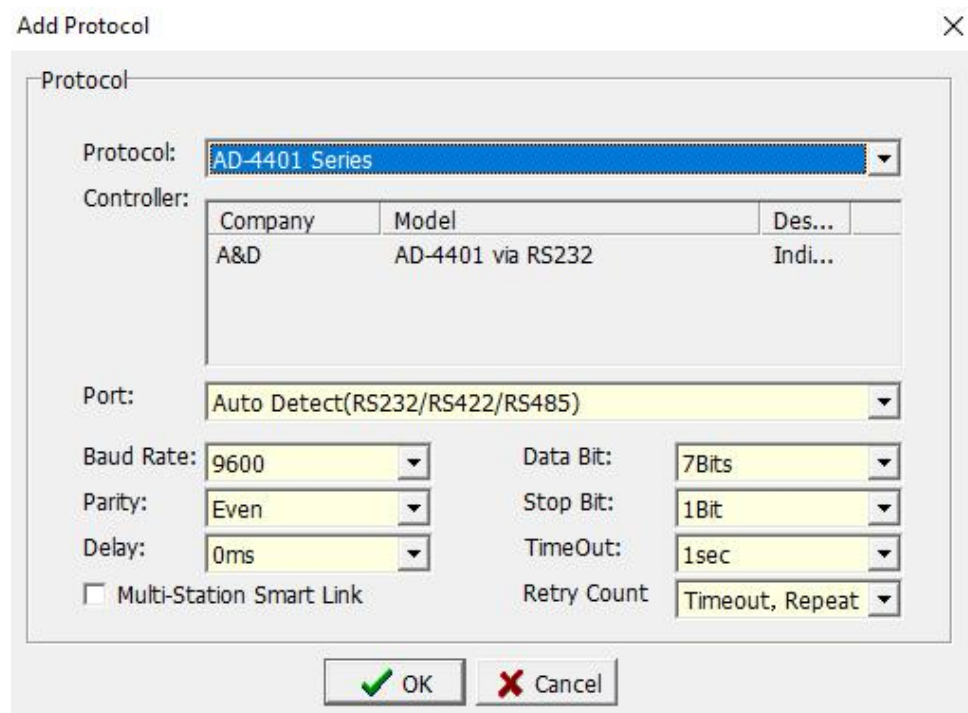 Add Protocol
Protocol
Protocol: AD-4401 Series
Controller:
Company Model Des...
A&D AD-4401 via RS232 Indi...
Port: Auto Detect(RS232/RS422/RS485)
Baud Rate: 9600 Data Bit: 7Bits
Parity: Even Stop Bit: 1Bit
Delay: 0ms TimeOut: 1sec
Multi-Station Smart Link Retry Count Timeout, Repeat
OK Cancel